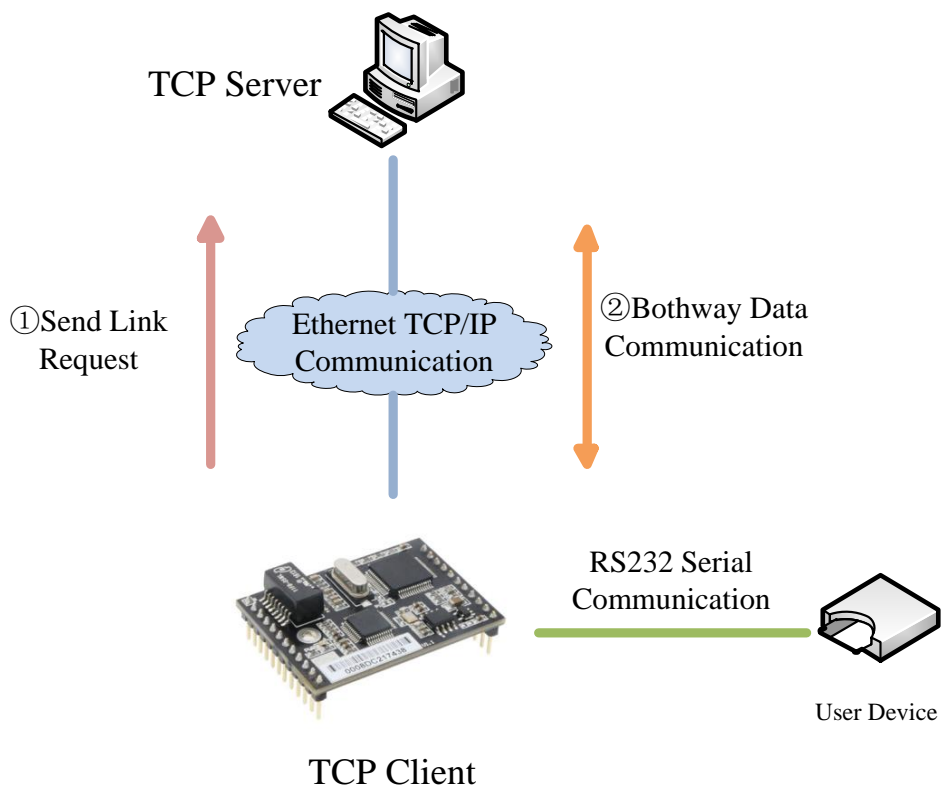 TCP Server
①Send Link
Request
Ethernet TCP/IP
Communication
②Bothway Data
Communication
RS232 Serial
Communication
0008DC217438
User Device
TCP Client